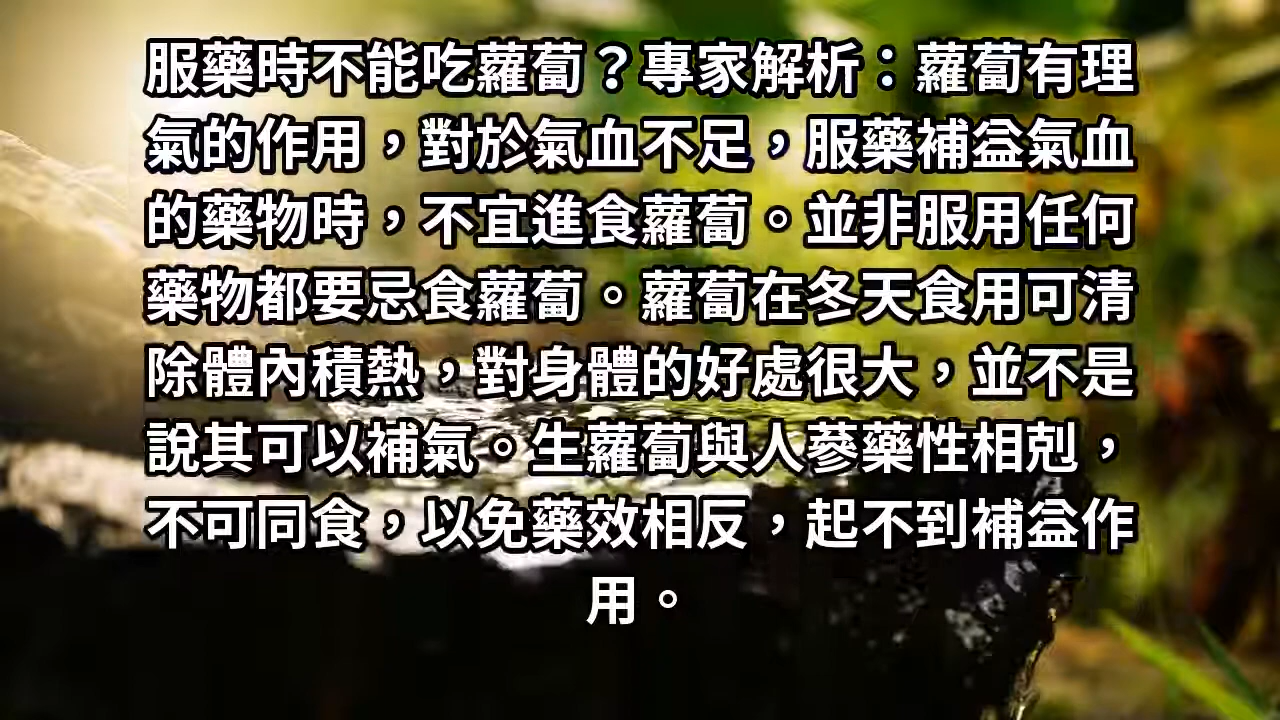 服藥時不能吃蘿蔔？專家解析：蘿蔔有理
氣的作用，對於氣血不足，服藥補益氣血
的藥物時，不宜進食蘿蔔。並非服用任何
藥物都要忌食蘿蔔。蘿蔔在冬天食用可清
除體內積熱，對身體的好處很大，並不是
說其可以補氣。生蘿蔔與人蔘藥性相剋，
不可同食，以免藥效相反，起不到補益作
用。